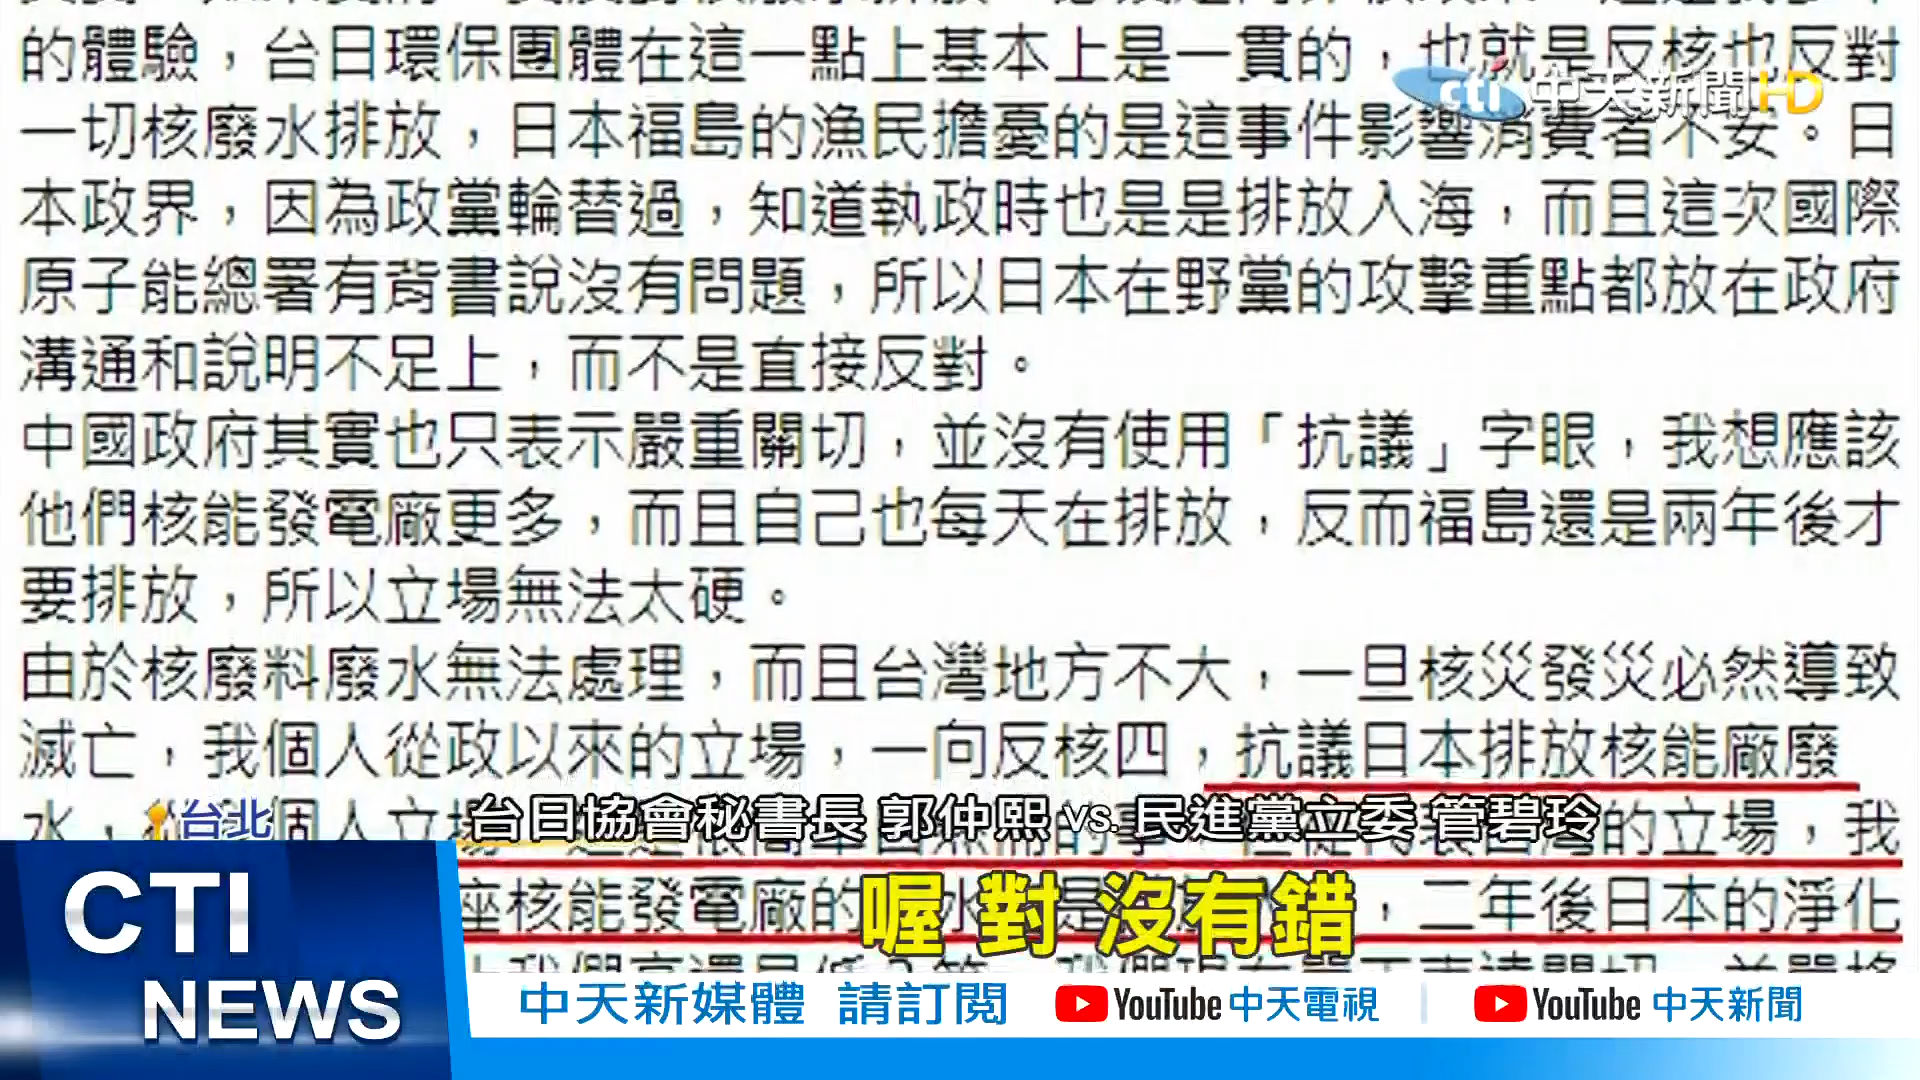 的體驗，台日環保團體在這一點上基本上是一貫的，也就是反核也反對
cti 中天新聞HD
一切核廢水排放，日本福島的漁民擔憂的是這事件影響消費者不安。日
本政界，因為政黨輪替過，知道執政時也是是排放入海，而且這次國際
原子能總署有背書說沒有問題，所以日本在野黨的攻擊重點都放在政府
溝通和說明不足上，而不是直接反對。
中國政府其實也只表示嚴重關切，並沒有使用「抗議」字眼，我想應該
他們核能發電廠更多，而且自己也每天在排放，反而福島還是兩年後才
要排放，所以立場無法太硬。
由於核廢料廢水無法處理，而且台灣地方不大，一旦核災發災必然導致
滅亡，我個人從政以來的立場，一向反核四，抗議日本排放核能廠廢
水，
個人立場
的立場，我
台北
台日協會秘書長 郭仲熙 vs. 民進黨立委 管碧玲
座核能發電廠的
是
，二年後日本的淨化
喔 對 沒有錯
CTI
NEWS
中天新媒體 請訂閱 YouTube 中天電視 | YouTube 中天新聞